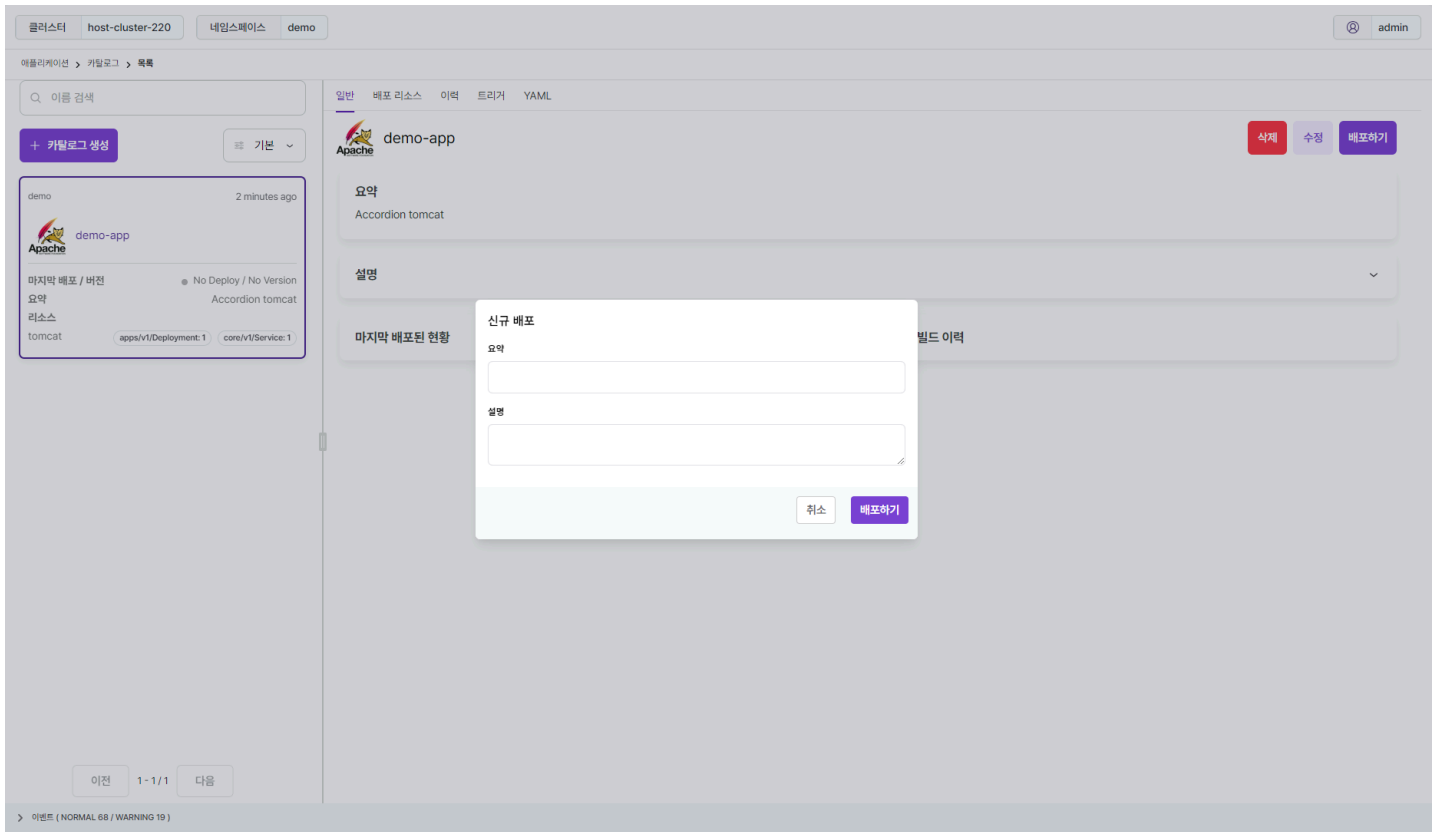 클러스터 host-cluster-220 네임스페이스 demo admin
애플리케이션 > 카탈로그 > 목록
이름 검색
+ 카탈로그 생성 기본
demo 2 minutes ago
Apache demo-app
마지막 배포 / 버전 No Deploy / No Version
요약 Accordion tomcat
리소스
tomcat apps/v1/Deployment: 1 core/v1/Service: 1
이전 1 - 1 / 1 다음
일반 배포 리소스 이력 트리거 YAML
Apache demo-app 삭제 수정 배포하기
요약
Accordion tomcat
설명
마지막 배포된 현황 빌드 이력
신규 배포
요약
설명
취소 배포하기
이벤트 ( NORMAL 68 / WARNING 19 )